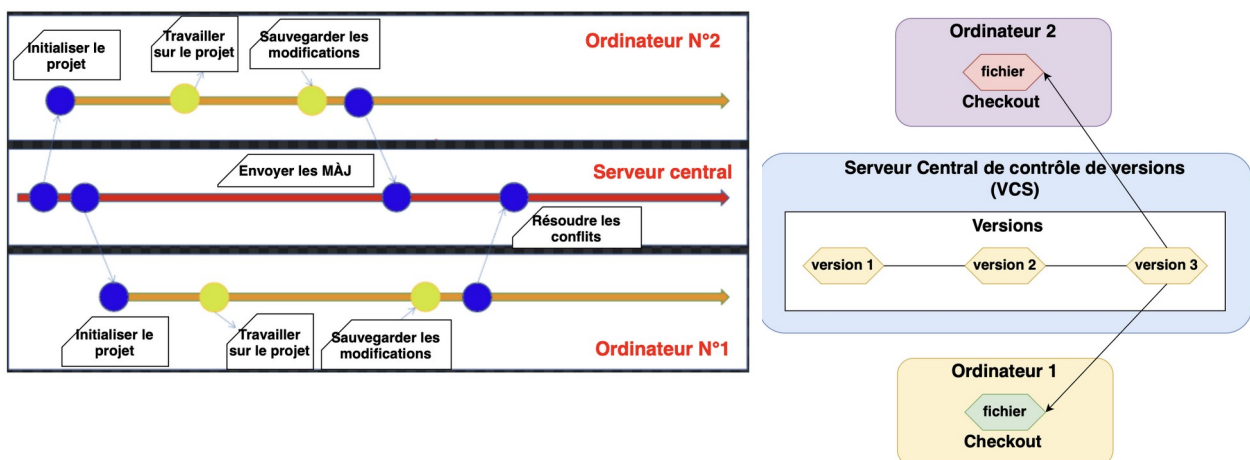 Initialiser le
projet
Travailler
sur le projet
Sauvegarder les
modifications
Ordinateur N°2
Envoyer les MÀJ
Serveur central
Résoudre les
conflits
Initialiser le
projet
Travailler
sur le projet
Sauvegarder les
modifications
Ordinateur N°1
Ordinateur 2
fichier
Checkout
Serveur Central de contrôle de versions
(VCS)
Versions
version 1
version 2
version 3
Ordinateur 1
fichier
Checkout